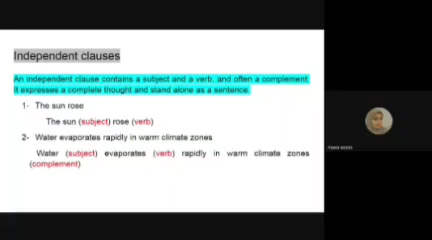 Independent clauses
An independent clause contains a subject and a verb, and often a complement.
It expresses a complete thought and stand alone as a sentence.
1- The sun rose
The sun (subject) rose (verb)
2- Water evaporates rapidly in warm climate zones
Water (subject) evaporates (verb) rapidly in warm climate zones
(complement)